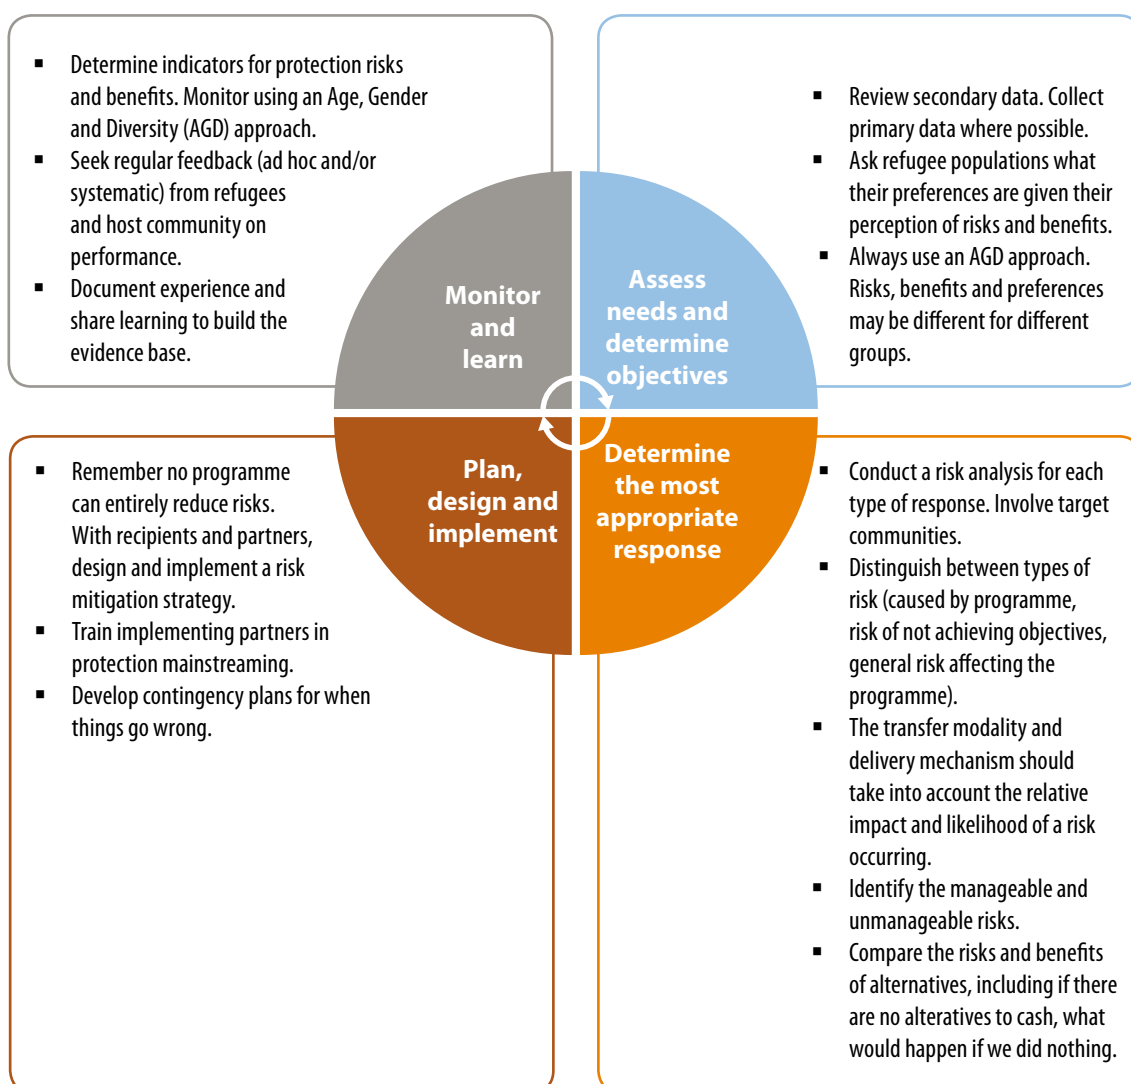 ▪ Determine indicators for protection risks
and benefits. Monitor using an Age, Gender
and Diversity (AGD) approach.
▪ Seek regular feedback (ad hoc and/or
systematic) from refugees
and host community on
performance.
▪ Document experience and
share learning to build the
evidence base.
▪ Review secondary data. Collect
primary data where possible.
▪ Ask refugee populations what
their preferences are given their
perception of risks and benefits.
▪ Always use an AGD approach.
Risks, benefits and preferences
may be different for different
groups.
Monitor
and
learn
Assess
needs and
determine
objectives
Plan,
design and
implement
Determine
the most
appropriate
response
▪ Remember no programme
can entirely reduce risks.
With recipients and partners,
design and implement a risk
mitigation strategy.
▪ Train implementing partners in
protection mainstreaming.
▪ Develop contingency plans for when
things go wrong.
▪ Conduct a risk analysis for each
type of response. Involve target
communities.
▪ Distinguish between types of
risk (caused by programme,
risk of not achieving objectives,
general risk affecting the
programme).
▪ The transfer modality and
delivery mechanism should
take into account the relative
impact and likelihood of a risk
occurring.
▪ Identify the manageable and
unmanageable risks.
▪ Compare the risks and benefits
of alternatives, including if there
are no alteratives to cash, what
would happen if we did nothing.